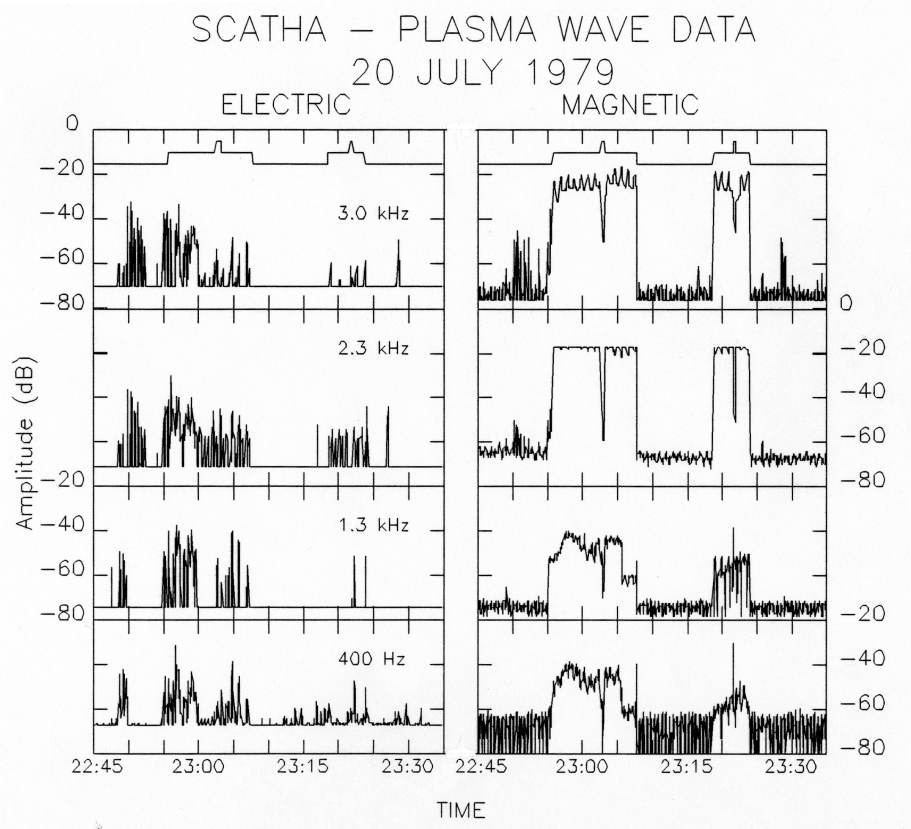 SCATHA – PLASMA WAVE DATA
20 JULY 1979
ELECTRIC
MAGNETIC
0
−20
−40
−60
−80
3.0 kHz
0
2.3 kHz
−20
−40
−60
−80
−20
1.3 kHz
−40
−60
−80
−20
400 Hz
−40
−60
−80
Amplitude (dB)
22:45 23:00 23:15 23:30
22:45 23:00 23:15 23:30
TIME